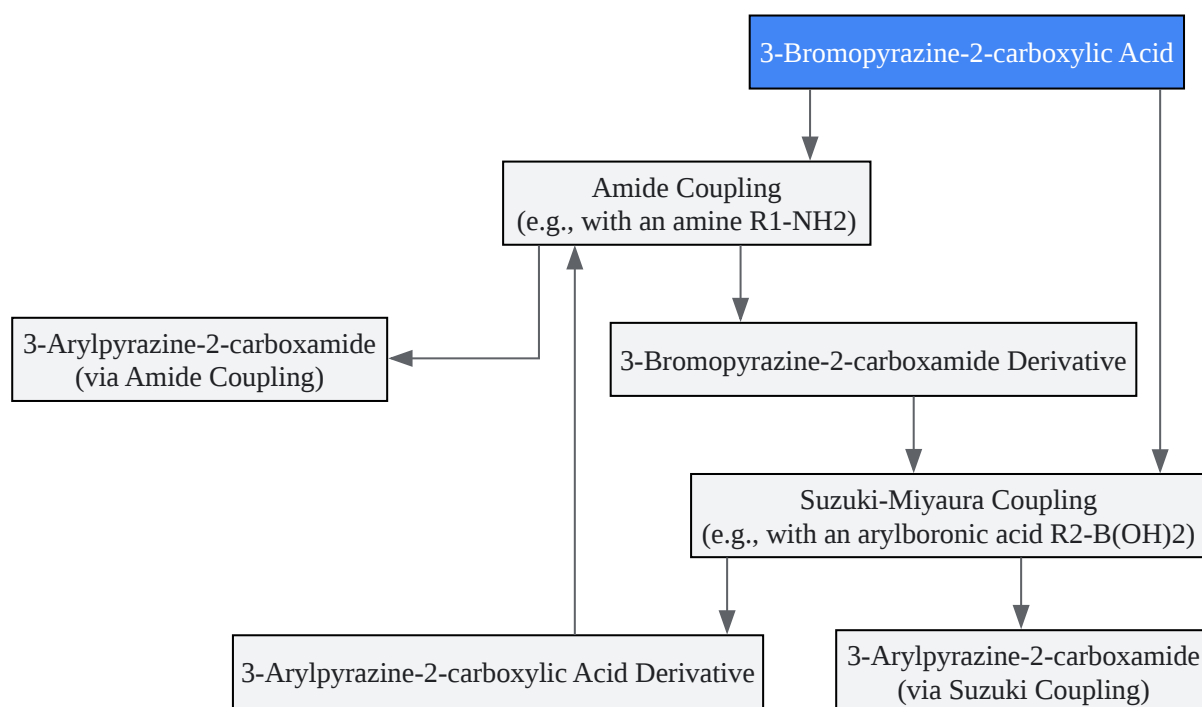 3-Bromopyrazine-2-carboxylic Acid
Amide Coupling
(e.g., with an amine R1-NH2)
3-Arylpyrazine-2-carboxamide
(via Amide Coupling)
3-Bromopyrazine-2-carboxamide Derivative
Suzuki-Miyaura Coupling
(e.g., with an arylboronic acid R2-B(OH)2)
3-Arylpyrazine-2-carboxylic Acid Derivative
3-Arylpyrazine-2-carboxamide
(via Suzuki Coupling)